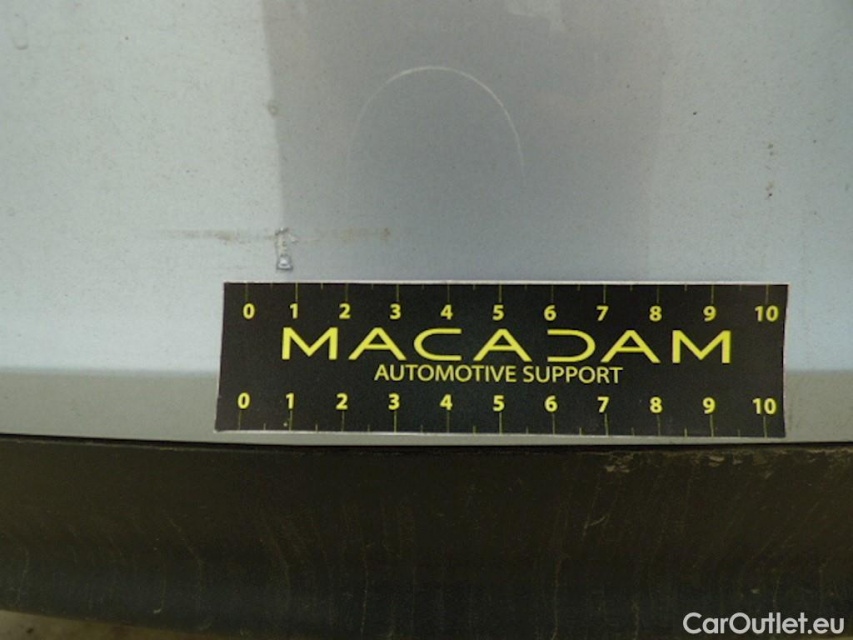 0 1 2 3 4 5 6 7 8 9 10
MACADAM
AUTOMOTIVE SUPPORT
0 1 2 3 4 5 6 7 8 9 10
CarOutlet.eu